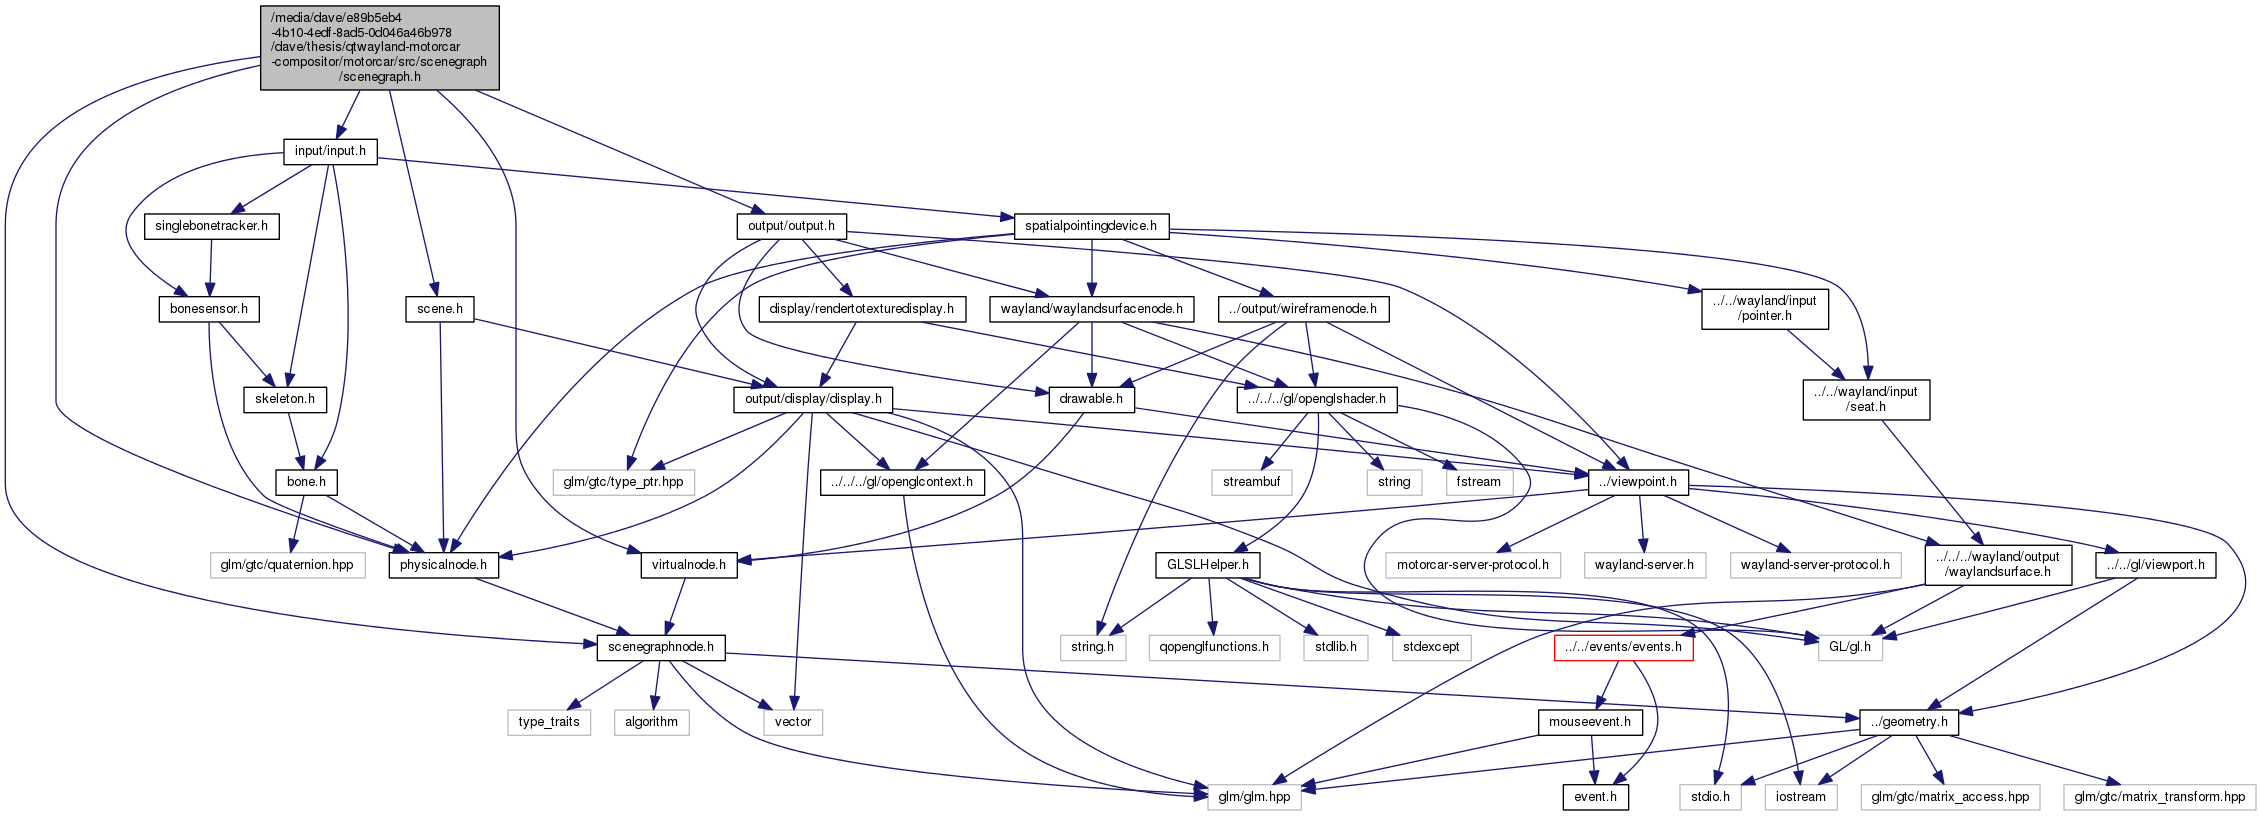 /media/dave/e89b5eb4
-4b10-4edf-8ad5-0d046a46b978
/dave/thesis/qtwayland-motorcar
-compositor/motorcar/src/scenegraph
/scenegraph.h
input/input.h
singlebonetracker.h
output/output.h
spatialpointingdevice.h
bonesensor.h
scene.h
display/rendertotexturedisplay.h
wayland/waylandsurfacenode.h
../output/wireframenode.h
../../wayland/input
/pointer.h
skeleton.h
output/display/display.h
drawable.h
../../../gl/openglshader.h
../../wayland/input
/seat.h
bone.h
glm/gtc/type_ptr.hpp
../../../gl/openglcontext.h
streambuf
string
fstream
../viewpoint.h
glm/gtc/quaternion.hpp
physicalnode.h
virtualnode.h
GLSLHelper.h
motorcar-server-protocol.h
wayland-server.h
wayland-server-protocol.h
../../../wayland/output
/waylandsurface.h
../../gl/viewport.h
scenegraphnode.h
string.h
qopenglfunctions.h
stdlib.h
stdexcept
../../events/events.h
GL/gl.h
type_traits
algorithm
vector
mouseevent.h
../geometry.h
glm/glm.hpp
event.h
stdio.h
iostream
glm/gtc/matrix_access.hpp
glm/gtc/matrix_transform.hpp